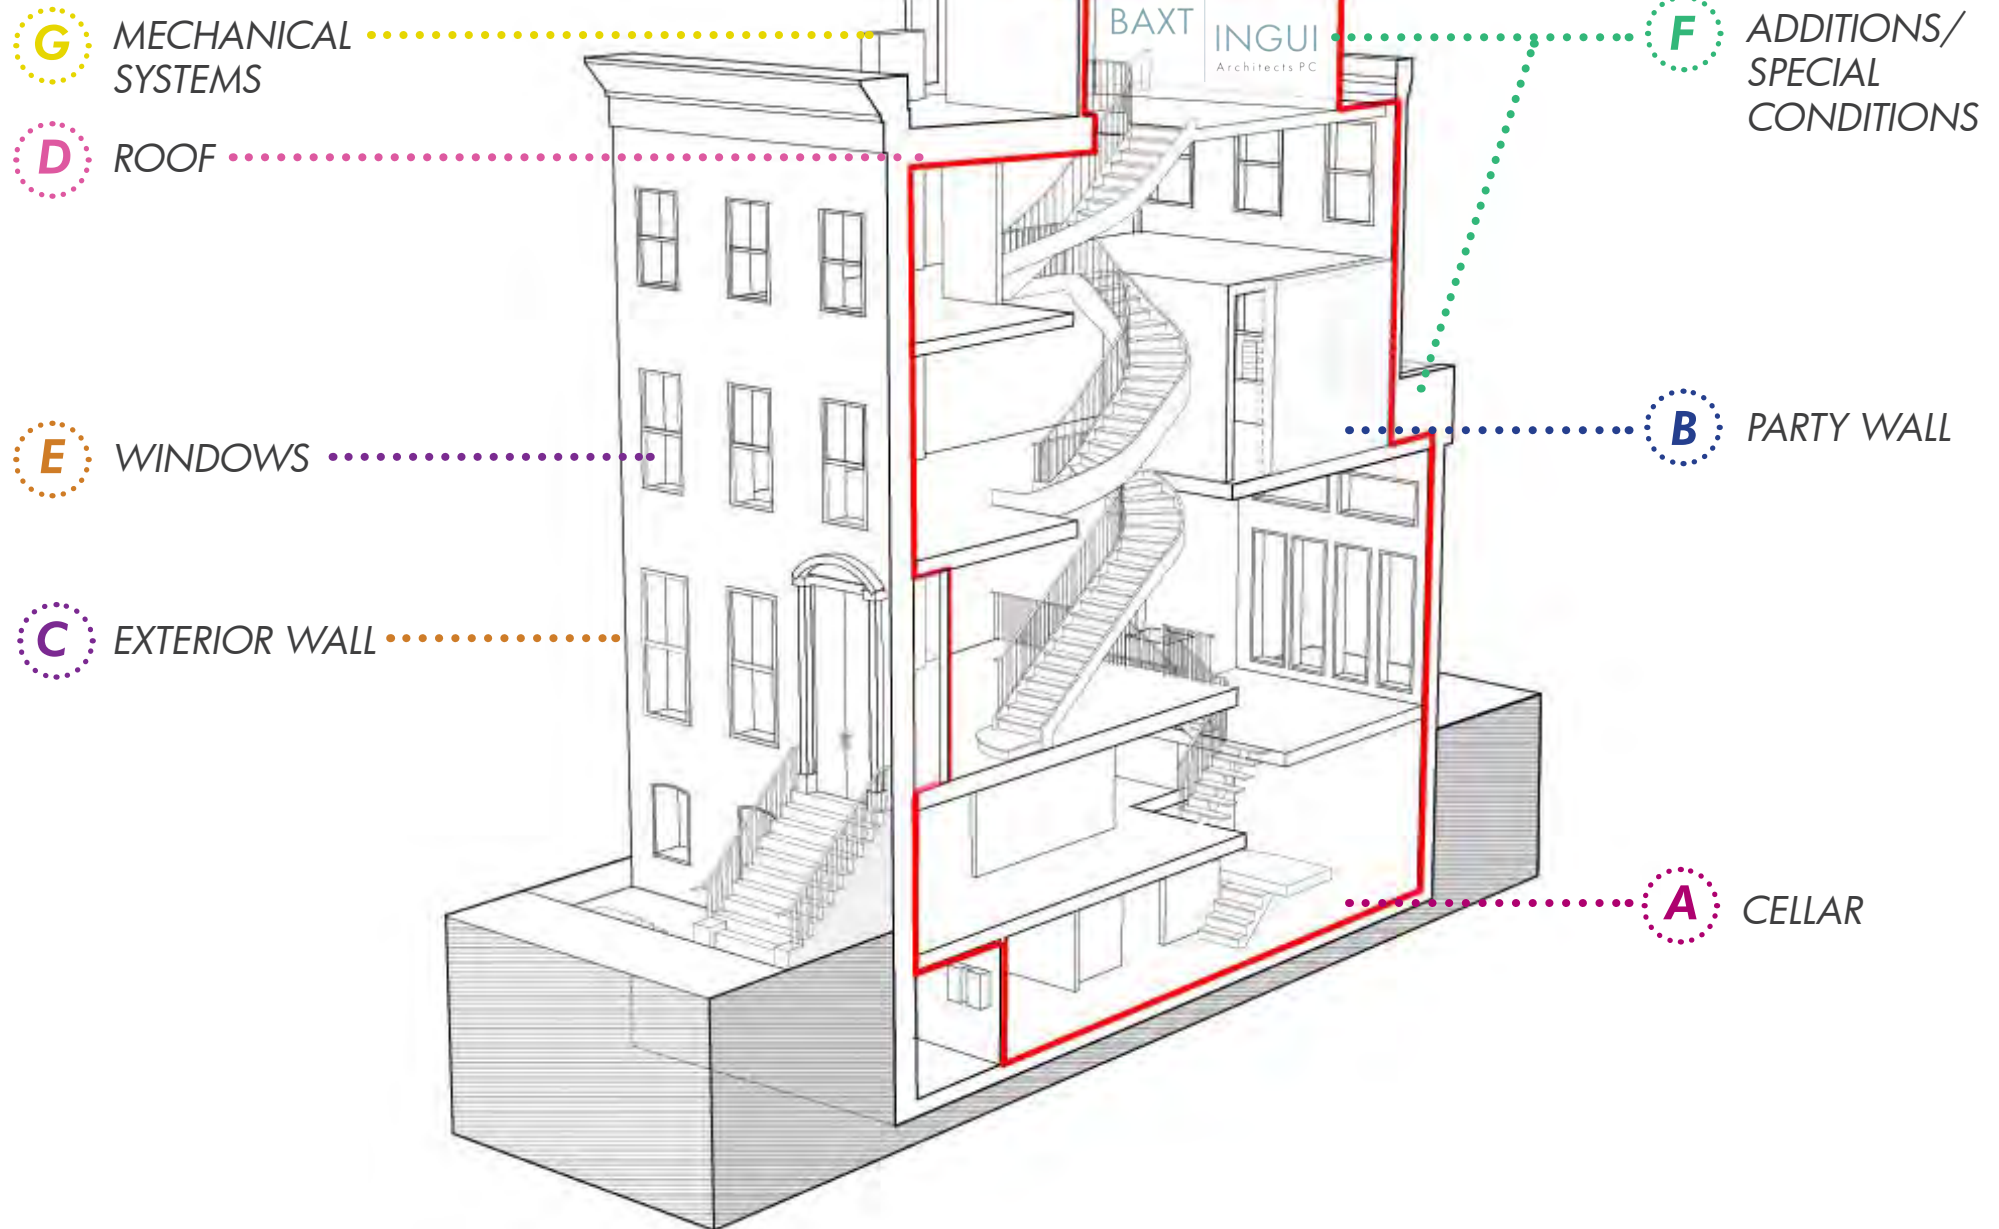 G MECHANICAL
SYSTEMS
BAXT
INGUI
Architects PC
F ADDITIONS/
SPECIAL
CONDITIONS
D ROOF
E WINDOWS
B PARTY WALL
C EXTERIOR WALL
A CELLAR